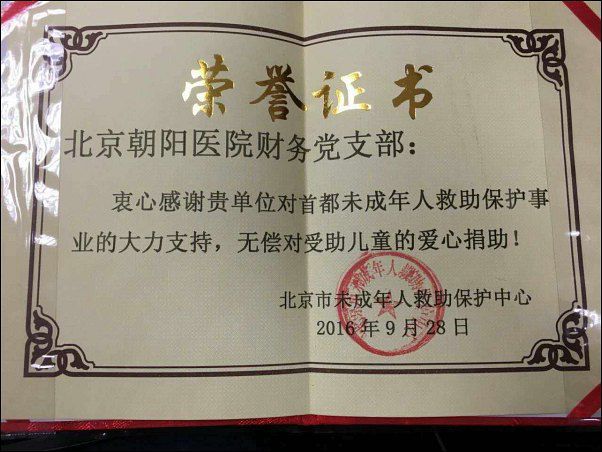 荣誉证书
北京朝阳医院财务党支部：
衷心感谢贵单位对首都未成年人救助保护事
业的大力支持，无偿对受助儿童的爱心捐助！
北京市未成年人救助保护中心
2016年9月28日